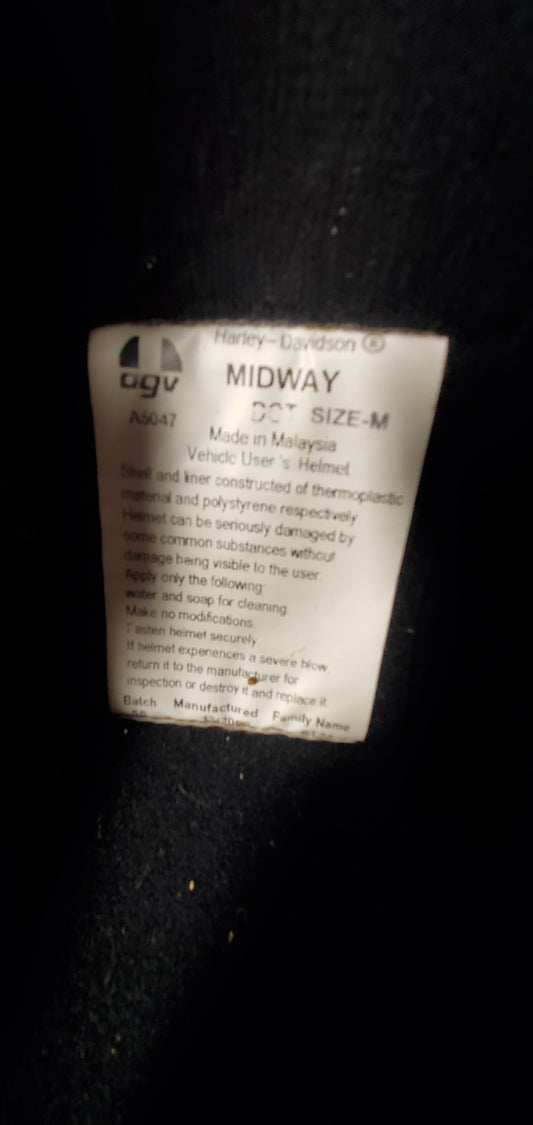 Harley-Davidson ®
agv MIDWAY
A5047 DOT SIZE-M
Made in Malaysia
Vehicle User's Helmet
Shell and liner constructed of thermoplastic
material and polystyrene respectively.
Helmet can be seriously damaged by
some common substances without
damage being visible to the user.
Apply only the following:
water and soap for cleaning.
Make no modifications.
Fasten helmet securely
If helmet experiences a severe blow,
return it to the manufacturer for
inspection or destroy it and replace it.
Batch Manufactured Family Name